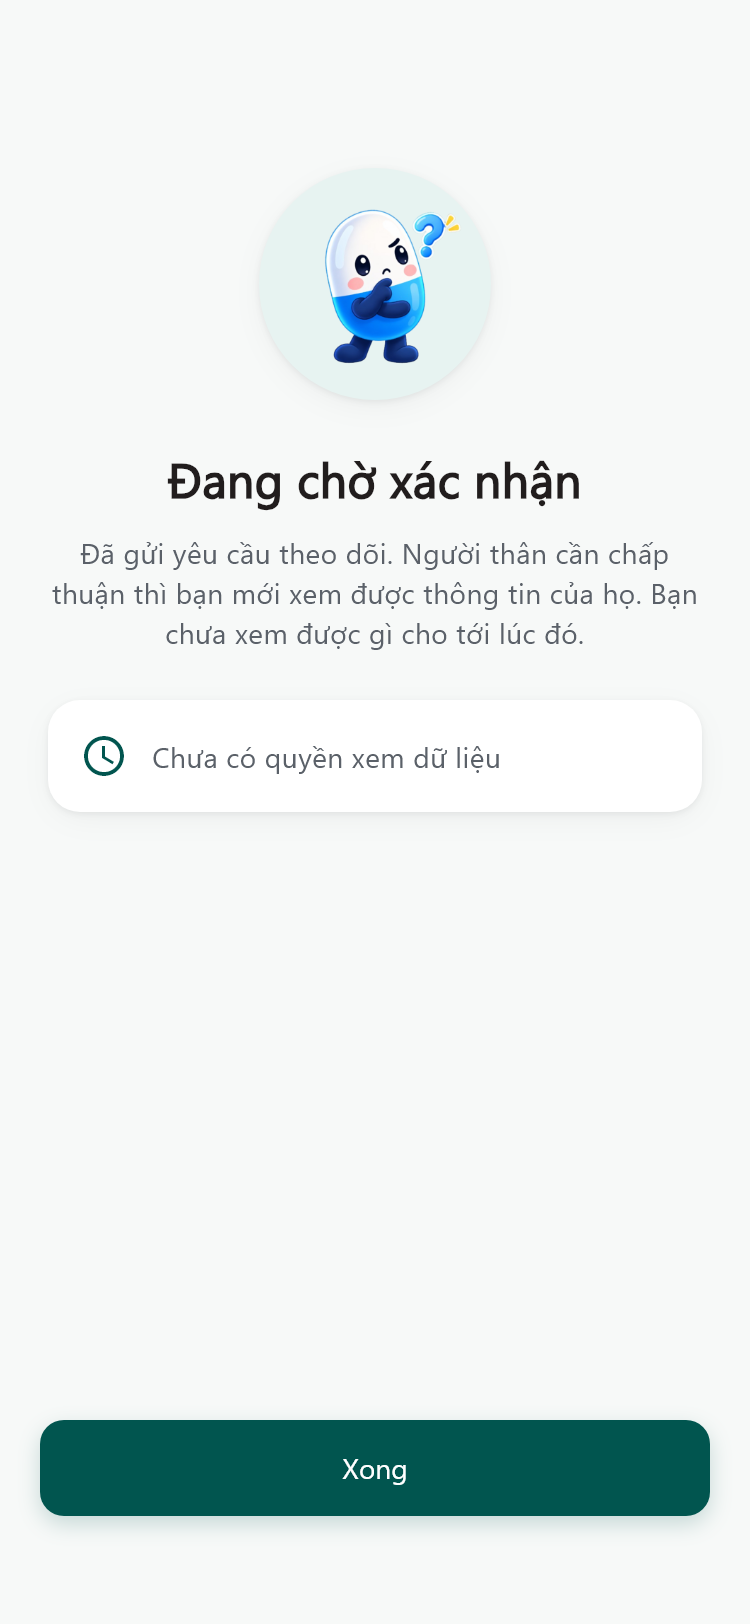 Đang chờ xác nhận
Đã gửi yêu cầu theo dõi. Người thân cần chấp
thuận thì bạn mới xem được thông tin của họ. Bạn
chưa xem được gì cho tới lúc đó.
Chưa có quyền xem dữ liệu
Xong